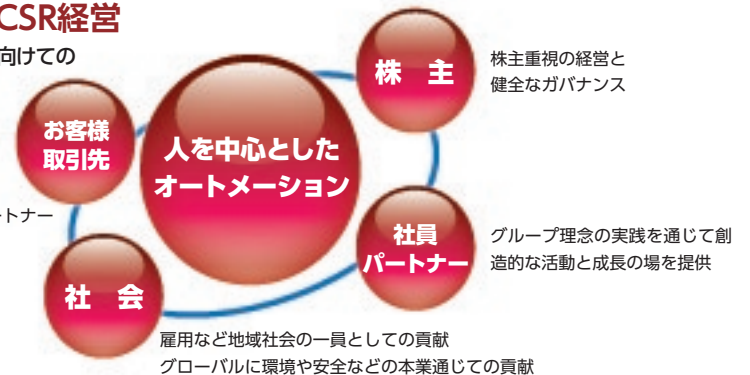 CSR経営
向けての
株 主
株主重視の経営と
健全なガバナンス
お客様
取引先
人を中心とした
オートメーション
トナー
社員
パートナー
グループ理念の実践を通じて創
造的な活動と成長の場を提供
社 会
雇用など地域社会の一員としての貢献
グローバルに環境や安全などの本業通じての貢献